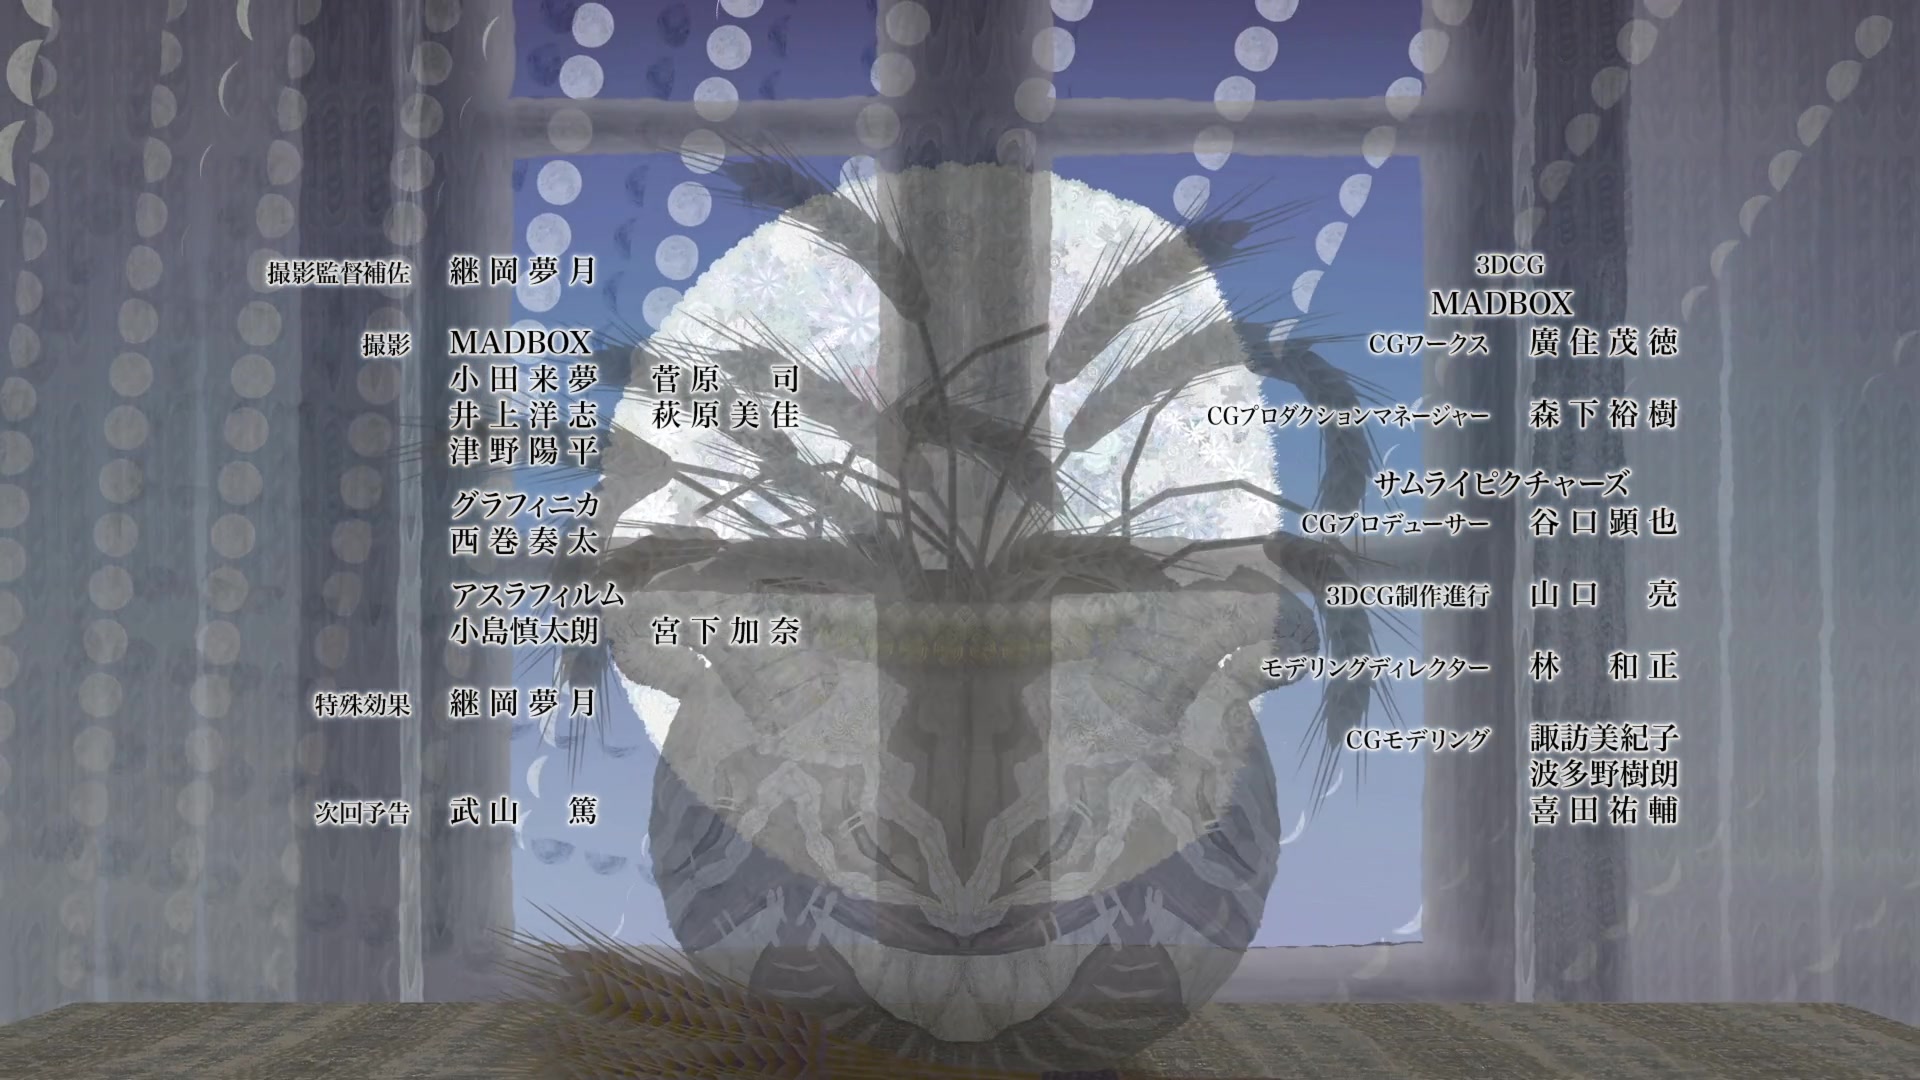 撮影監督補佐 継岡夢月
撮影 MADBOX
小田来夢 菅原 司
井上洋志 萩原美佳
津野陽平
グラフィニカ
西巻奏太
アスラフィルム
小島慎太朗 宮下加奈
特殊効果 継岡夢月
次回予告 武山 篤
3DCG
MADBOX
CGワークス 廣住茂徳
CGプロダクションマネージャー 森下裕樹
サムライピクチャーズ
CGプロデューサー 谷口顕也
3DCG制作進行 山口 亮
モデリングディレクター 林 和正
CGモデリング 諏訪美紀子
波多野樹朗
喜田祐輔